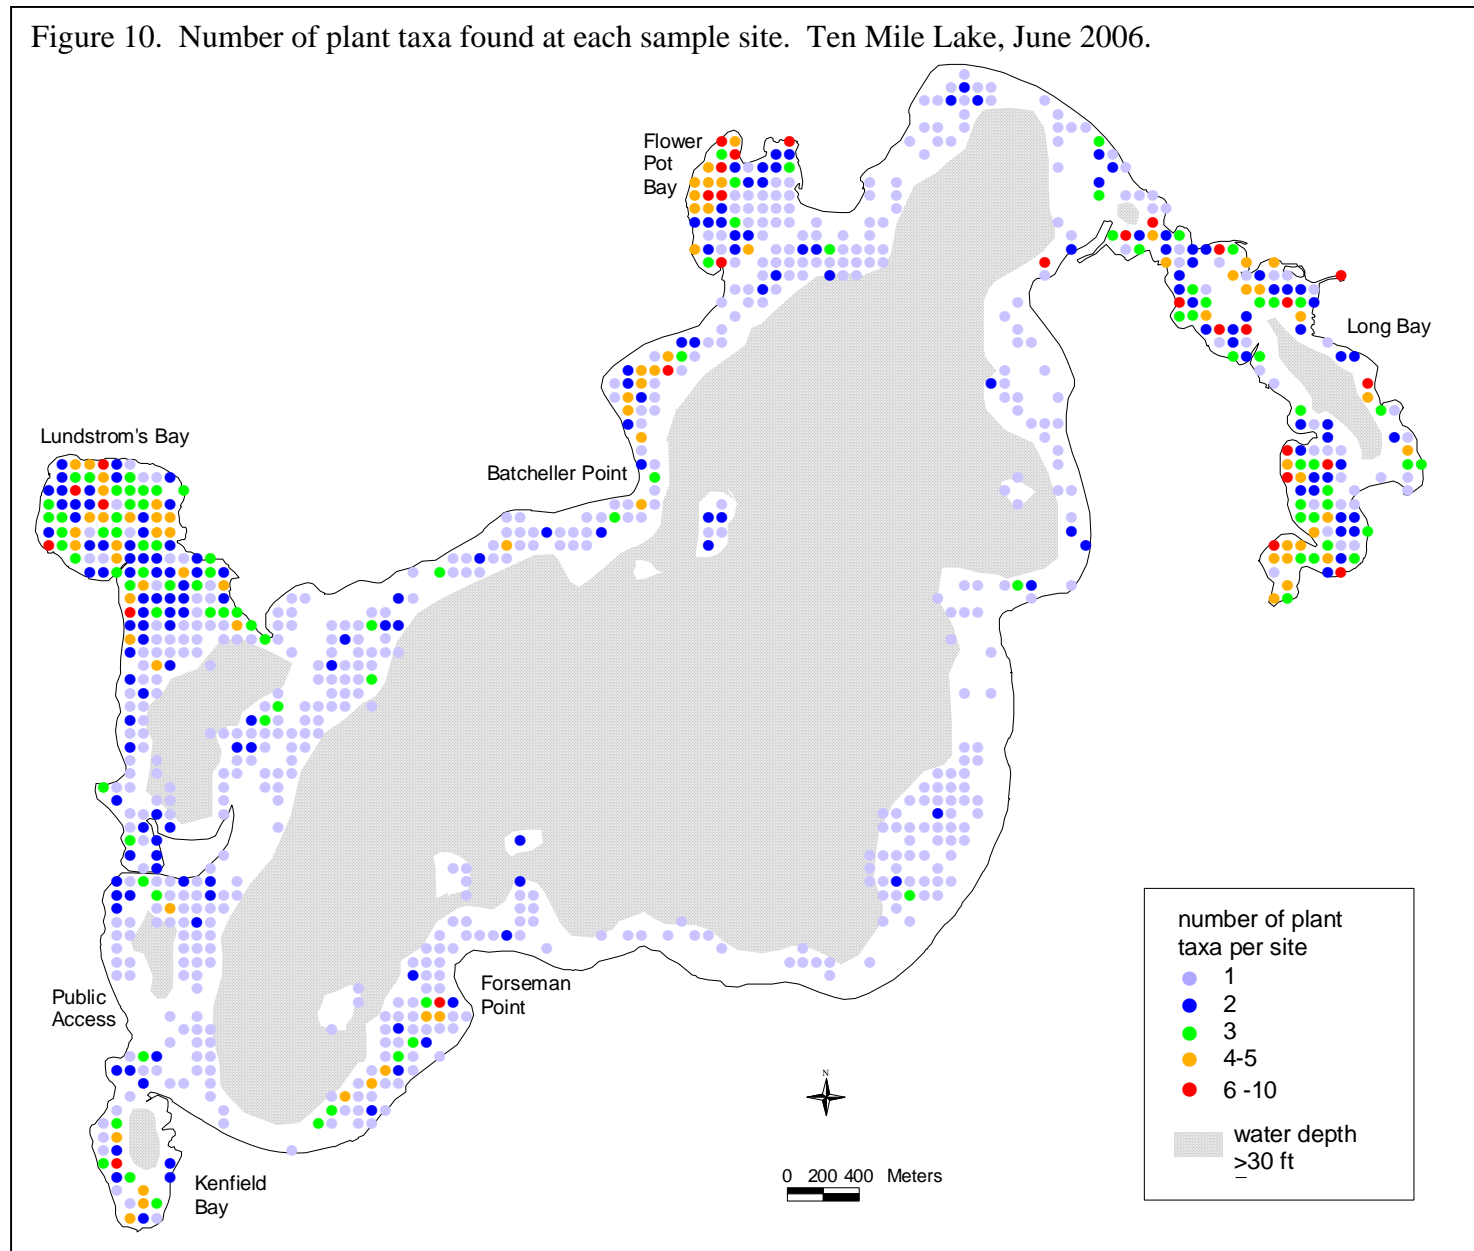 Figure 10. Number of plant taxa found at each sample site. Ten Mile Lake, June 2006.
Flower
Pot
Bay
Long Bay
Lundstrom's Bay
Batcheller Point
Forseman
Point
Public
Access
Kenfield
Bay
N
0 200 400 Meters
number of plant
taxa per site
1
2
3
4-5
6 -10
water depth
>30 ft